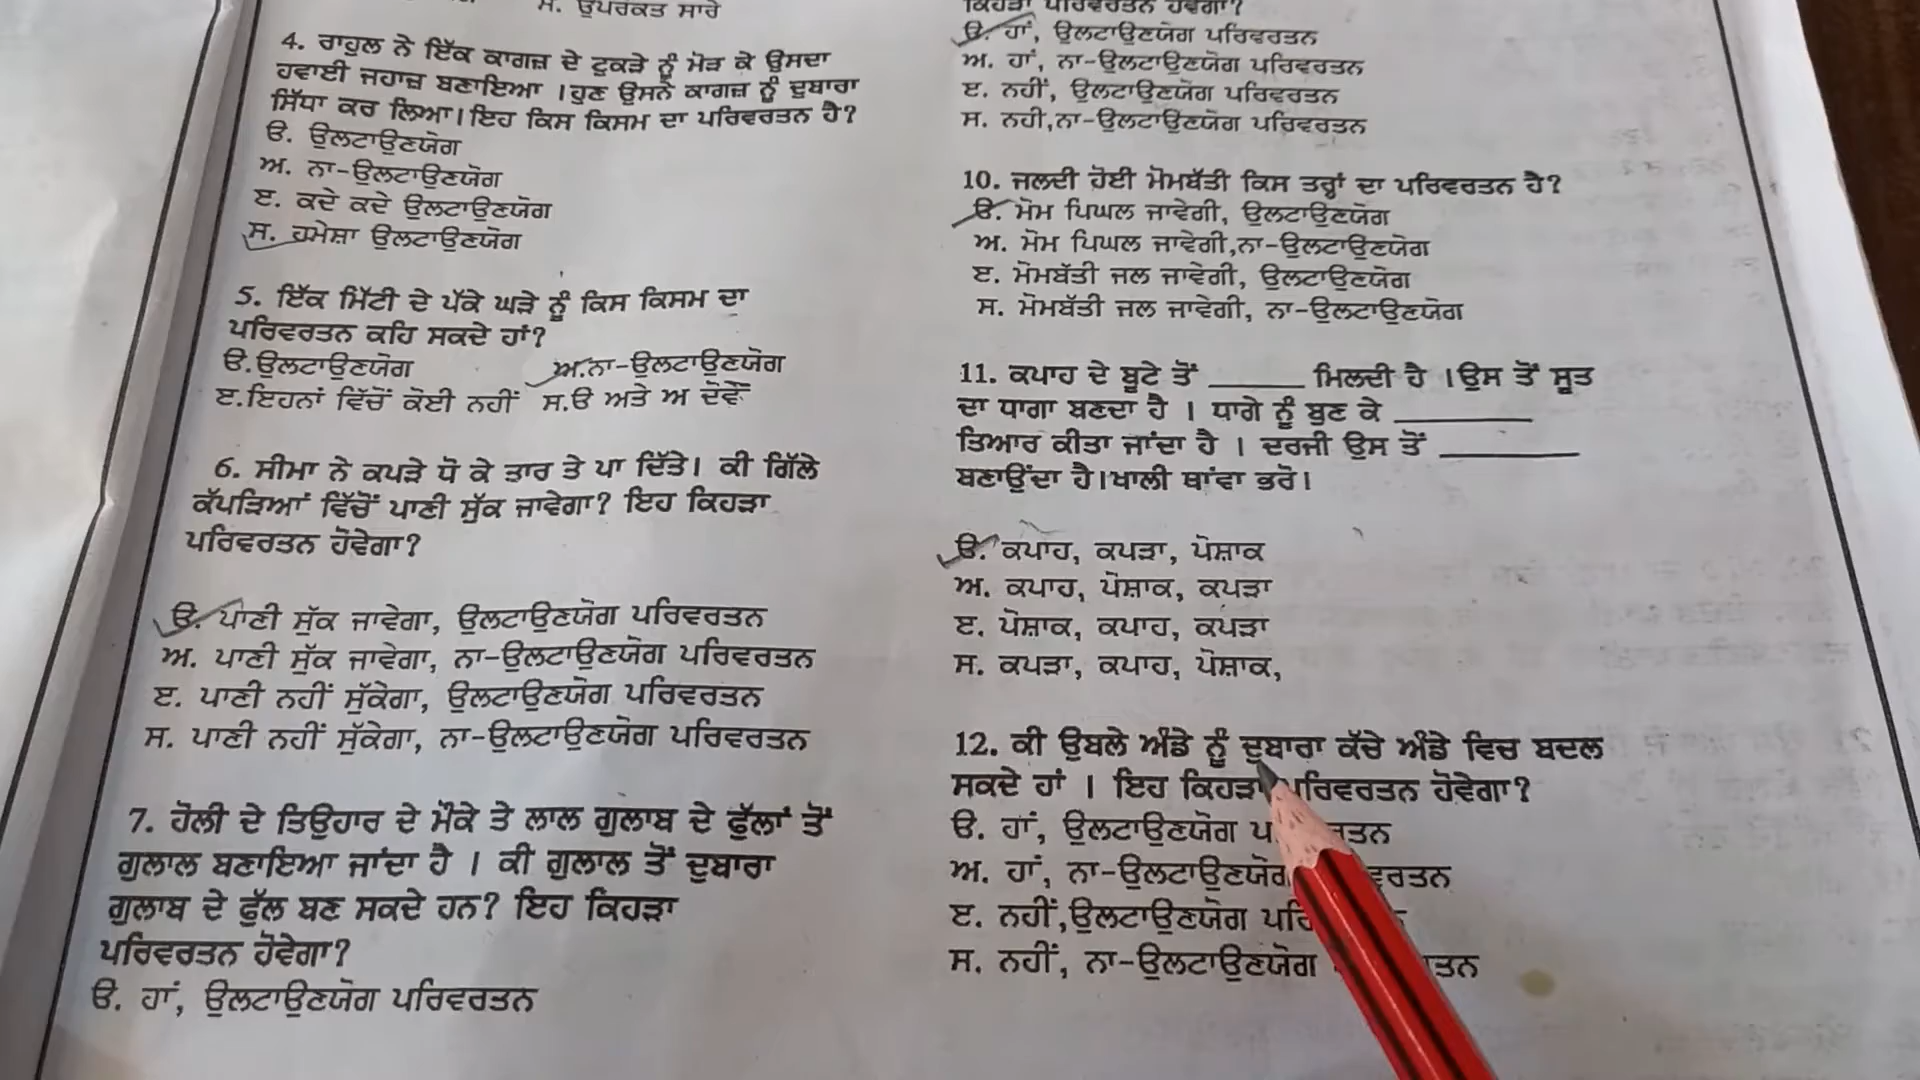 ਸ. ਉਪਰੋਕਤ ਸਾਰੇ
4. ਰਾਹੁਲ ਨੇ ਇੱਕ ਕਾਗਜ਼ ਦੇ ਟੁਕੜੇ ਨੂੰ ਮੋੜ ਕੇ ਉਸਦਾ
ਹਵਾਈ ਜਹਾਜ਼ ਬਣਾਇਆ ।ਹੁਣ ਉਸਨੇ ਕਾਗਜ਼ ਨੂੰ ਦੁਬਾਰਾ
ਸਿੱਧਾ ਕਰ ਲਿਆ।ਇਹ ਕਿਸ ਕਿਸਮ ਦਾ ਪਰਿਵਰਤਨ ਹੈ?
ੳ. ਉਲਟਾਉਣਯੋਗ
ਅ. ਨਾ-ਉਲਟਾਉਣਯੋਗ
ੲ. ਕਦੇ ਕਦੇ ਉਲਟਾਉਣਯੋਗ
ਸ. ਹਮੇਸ਼ਾ ਉਲਟਾਉਣਯੋਗ
5. ਇੱਕ ਮਿੱਟੀ ਦੇ ਪੱਕੇ ਘੜੇ ਨੂੰ ਕਿਸ ਕਿਸਮ ਦਾ
ਪਰਿਵਰਤਨ ਕਹਿ ਸਕਦੇ ਹਾਂ?
ੳ.ਉਲਟਾਉਣਯੋਗ ਅ.ਨਾ-ਉਲਟਾਉਣਯੋਗ
ੲ.ਇਹਨਾਂ ਵਿੱਚੋਂ ਕੋਈ ਨਹੀਂ ਸ.ੳ ਅਤੇ ਅ ਦੋਵੇਂ
6. ਸੀਮਾ ਨੇ ਕਪੜੇ ਧੋ ਕੇ ਤਾਰ ਤੇ ਪਾ ਦਿੱਤੇ। ਕੀ ਗਿੱਲੇ
ਕੱਪੜਿਆਂ ਵਿੱਚੋਂ ਪਾਣੀ ਸੁੱਕ ਜਾਵੇਗਾ? ਇਹ ਕਿਹੜਾ
ਪਰਿਵਰਤਨ ਹੋਵੇਗਾ?
ੳ. ਪਾਣੀ ਸੁੱਕ ਜਾਵੇਗਾ, ਉਲਟਾਉਣਯੋਗ ਪਰਿਵਰਤਨ
ਅ. ਪਾਣੀ ਸੁੱਕ ਜਾਵੇਗਾ, ਨਾ-ਉਲਟਾਉਣਯੋਗ ਪਰਿਵਰਤਨ
ੲ. ਪਾਣੀ ਨਹੀਂ ਸੁੱਕੇਗਾ, ਉਲਟਾਉਣਯੋਗ ਪਰਿਵਰਤਨ
ਸ. ਪਾਣੀ ਨਹੀਂ ਸੁੱਕੇਗਾ, ਨਾ-ਉਲਟਾਉਣਯੋਗ ਪਰਿਵਰਤਨ
7. ਹੋਲੀ ਦੇ ਤਿਉਹਾਰ ਦੇ ਮੌਕੇ ਤੇ ਲਾਲ ਗੁਲਾਬ ਦੇ ਫੁੱਲਾਂ ਤੋਂ
ਗੁਲਾਲ ਬਣਾਇਆ ਜਾਂਦਾ ਹੈ । ਕੀ ਗੁਲਾਲ ਤੋਂ ਦੁਬਾਰਾ
ਗੁਲਾਬ ਦੇ ਫੁੱਲ ਬਣ ਸਕਦੇ ਹਨ? ਇਹ ਕਿਹੜਾ
ਪਰਿਵਰਤਨ ਹੋਵੇਗਾ?
ੳ. ਹਾਂ, ਉਲਟਾਉਣਯੋਗ ਪਰਿਵਰਤਨ
ਕਿਹੜਾ ਪਰਿਵਰਤਨ ਹੋਵੇਗਾ?
ੳ. ਹਾਂ, ਉਲਟਾਉਣਯੋਗ ਪਰਿਵਰਤਨ
ਅ. ਹਾਂ, ਨਾ-ਉਲਟਾਉਣਯੋਗ ਪਰਿਵਰਤਨ
ੲ. ਨਹੀਂ, ਉਲਟਾਉਣਯੋਗ ਪਰਿਵਰਤਨ
ਸ. ਨਹੀ,ਨਾ-ਉਲਟਾਉਣਯੋਗ ਪਰਿਵਰਤਨ
10. ਜਲਦੀ ਹੋਈ ਮੋਮਬੱਤੀ ਕਿਸ ਤਰ੍ਹਾਂ ਦਾ ਪਰਿਵਰਤਨ ਹੈ?
ੳ. ਮੋਮ ਪਿਘਲ ਜਾਵੇਗੀ, ਉਲਟਾਉਣਯੋਗ
ਅ. ਮੋਮ ਪਿਘਲ ਜਾਵੇਗੀ,ਨਾ-ਉਲਟਾਉਣਯੋਗ
ੲ. ਮੋਮਬੱਤੀ ਜਲ ਜਾਵੇਗੀ, ਉਲਟਾਉਣਯੋਗ
ਸ. ਮੋਮਬੱਤੀ ਜਲ ਜਾਵੇਗੀ, ਨਾ-ਉਲਟਾਉਣਯੋਗ
11. ਕਪਾਹ ਦੇ ਬੂਟੇ ਤੋਂ ______ ਮਿਲਦੀ ਹੈ ।ਉਸ ਤੋਂ ਸੂਤ
ਦਾ ਧਾਗਾ ਬਣਦਾ ਹੈ । ਧਾਗੇ ਨੂੰ ਬੁਣ ਕੇ ________
ਤਿਆਰ ਕੀਤਾ ਜਾਂਦਾ ਹੈ । ਦਰਜੀ ਉਸ ਤੋਂ ________
ਬਣਾਉਂਦਾ ਹੈ।ਖਾਲੀ ਥਾਂਵਾ ਭਰੋ।
ੳ. ਕਪਾਹ, ਕਪੜਾ, ਪੋਸ਼ਾਕ
ਅ. ਕਪਾਹ, ਪੋਸ਼ਾਕ, ਕਪੜਾ
ੲ. ਪੋਸ਼ਾਕ, ਕਪਾਹ, ਕਪੜਾ
ਸ. ਕਪੜਾ, ਕਪਾਹ, ਪੋਸ਼ਾਕ,
12. ਕੀ ਉਬਲੇ ਅੰਡੇ ਨੂੰ ਦੁਬਾਰਾ ਕੱਚੇ ਅੰਡੇ ਵਿਚ ਬਦਲ
ਸਕਦੇ ਹਾਂ । ਇਹ ਕਿਹੜਾ ਪਰਿਵਰਤਨ ਹੋਵੇਗਾ?
ੳ. ਹਾਂ, ਉਲਟਾਉਣਯੋਗ
ਅ. ਹਾਂ, ਨਾ-ਉਲਟਾਉਣਯੋਗ
ੲ. ਨਹੀਂ,ਉਲਟਾਉਣਯੋਗ
ਸ. ਨਹੀਂ, ਨਾ-ਉਲਟਾਉਣਯੋਗ